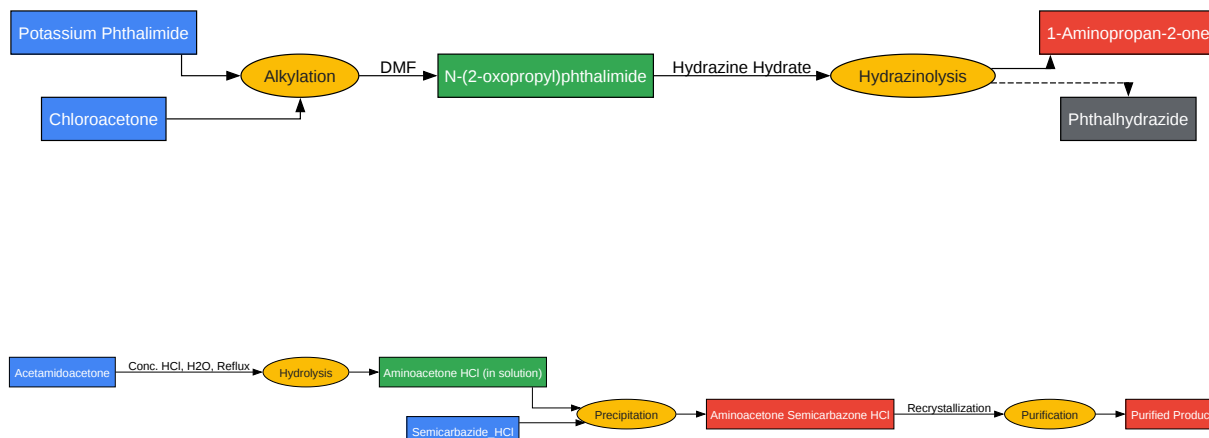 Potassium Phthalimide
1-Aminopropan-2-one
Alkylation
DMF
N-(2-oxopropyl)phthalimide
Hydrazine Hydrate
Hydrazinolysis
Chloroacetone
Phthalhydrazide
Acetamidoacetone
Conc. HCl, H2O, Reflux
Hydrolysis
Aminoacetone HCl (in solution)
Semicarbazide_HCl
Precipitation
Aminoacetone Semicarbazone HCl
Recrystallization
Purification
Purified Produc